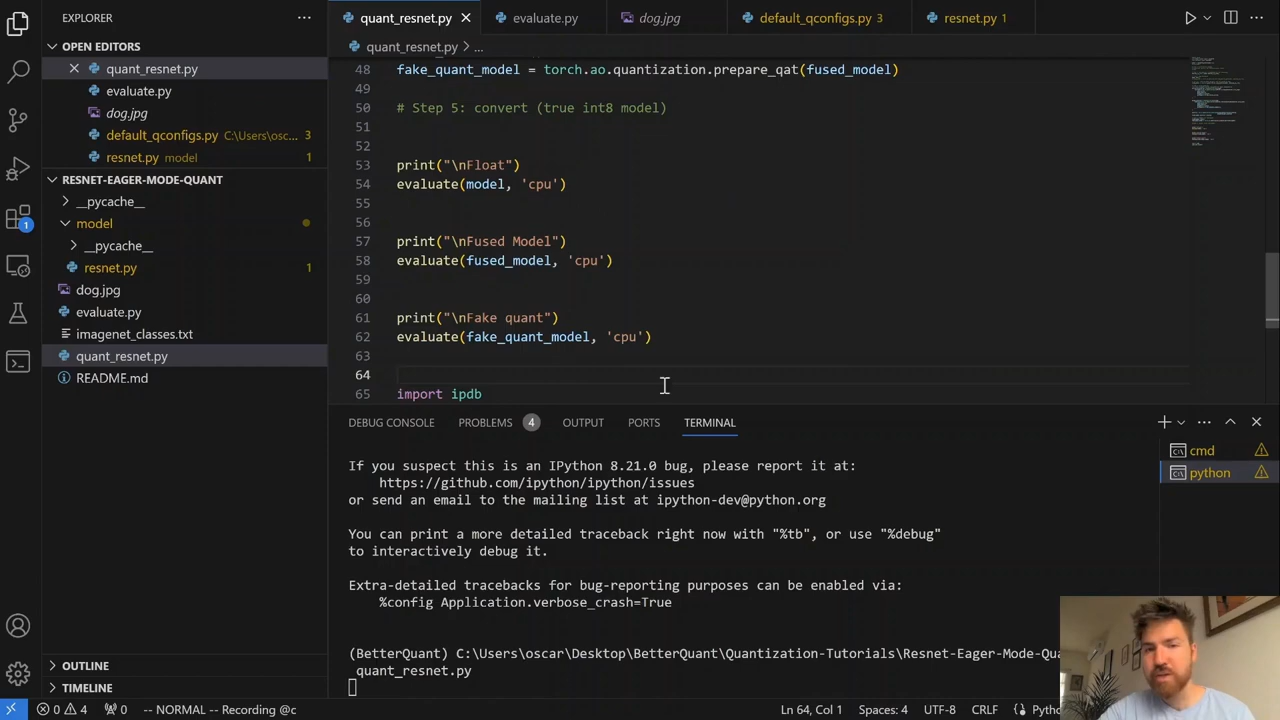 EXPLORER
OPEN EDITORS
quant_resnet.py
evaluate.py
dog.jpg
default_qconfigs.py C:\Users\osc... 3
resnet.py model 1
RESNET-EAGER-MODE-QUANT
__pycache__
model
__pycache__
resnet.py 1
dog.jpg
evaluate.py
imagenet_classes.txt
quant_resnet.py
README.md
OUTLINE
TIMELINE
1
quant_resnet.py evaluate.py dog.jpg default_qconfigs.py 3 resnet.py 1
quant_resnet.py > ...
48 fake_quant_model = torch.ao.quantization.prepare_qat(fused_model)
49
50 # Step 5: convert (true int8 model)
51
52
53 print("\nFloat")
54 evaluate(model, 'cpu')
55
56
57 print("\nFused Model")
58 evaluate(fused_model, 'cpu')
59
60
61 print("\nFake quant")
62 evaluate(fake_quant_model, 'cpu')
63
64
65 import ipdb
DEBUG CONSOLE PROBLEMS 4 OUTPUT PORTS TERMINAL
cmd
python
If you suspect this is an IPython 8.21.0 bug, please report it at:
https://github.com/ipython/ipython/issues
or send an email to the mailing list at ipython-dev@python.org
You can print a more detailed traceback right now with "%tb", or use "%debug"
to interactively debug it.
Extra-detailed tracebacks for bug-reporting purposes can be enabled via:
%config Application.verbose_crash=True
(BetterQuant) C:\Users\oscar\Desktop\BetterQuant\Quantization-Tutorials\Resnet-Eager-Mode-Qua
quant_resnet.py
0 4 0 -- NORMAL -- Recording @c Ln 64, Col 1 Spaces: 4 UTF-8 CRLF Pytho